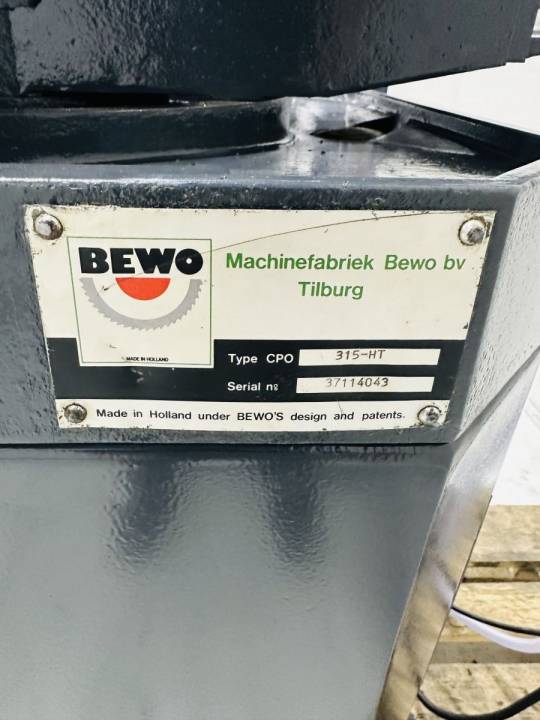 BEWO
MADE IN HOLLAND
Machinefabriek Bewo bv
Tilburg
Type CPO 315-HT
Serial nº 37114043
Made in Holland under BEWO'S design and patents.